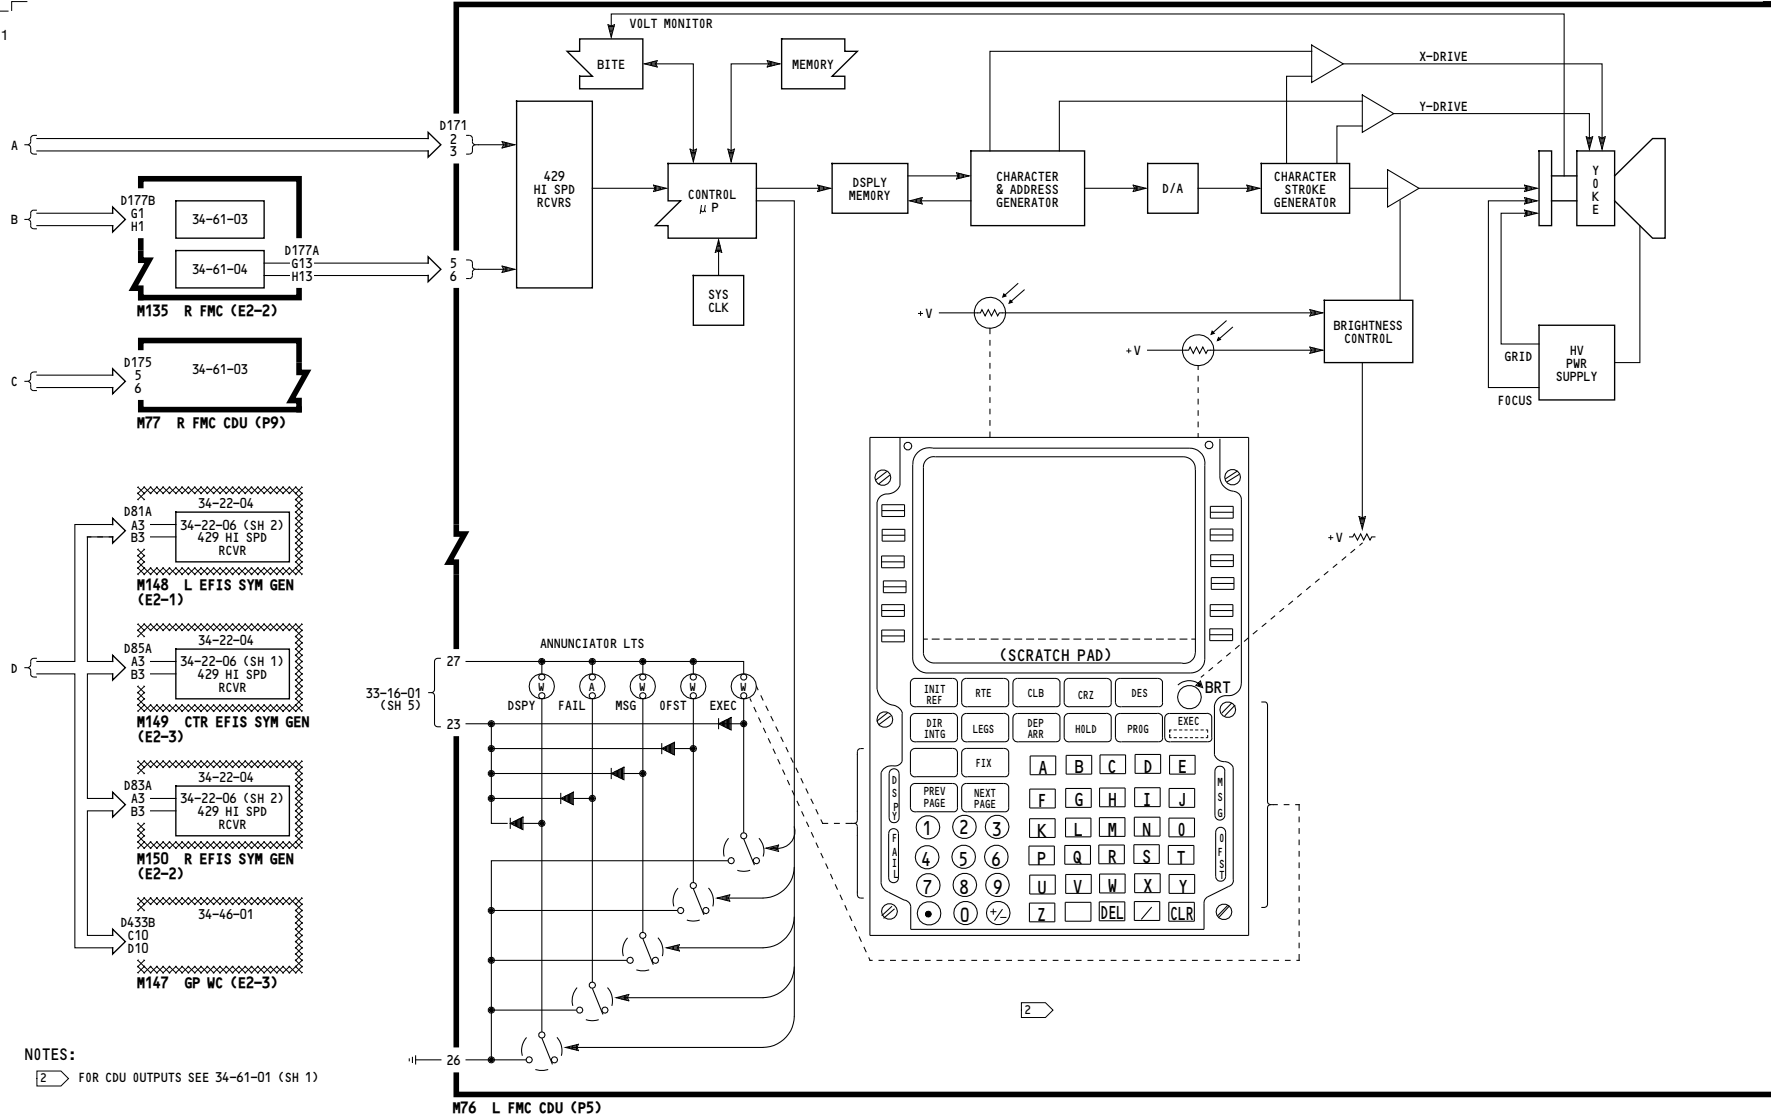 1
VOLT MONITOR
BITE
MEMORY
X-DRIVE
Y-DRIVE
A
D171
2
3
429
HI SPD
RCVRS
CONTROL
μ P
DSPLY
MEMORY
CHARACTER
& ADDRESS
GENERATOR
D/A
CHARACTER
STROKE
GENERATOR
Y
O
K
E
B
D177B
G1
H1
34-61-03
34-61-04
D177A
G13
H13
5
6
M135 R FMC (E2-2)
SYS
CLK
+V
+V
BRIGHTNESS
CONTROL
GRID
FOCUS
HV
PWR
SUPPLY
C
D175
5
6
34-61-03
M77 R FMC CDU (P9)
D
D81A
A3
B3
34-22-04
34-22-06 (SH 2)
429 HI SPD
RCVR
M148 L EFIS SYM GEN
(E2-1)
D85A
A3
B3
34-22-04
34-22-06 (SH 1)
429 HI SPD
RCVR
M149 CTR EFIS SYM GEN
(E2-3)
D83A
A3
B3
34-22-04
34-22-06 (SH 2)
429 HI SPD
RCVR
M150 R EFIS SYM GEN
(E2-2)
D433B
C10
D10
34-46-01
M147 GP WC (E2-3)
33-16-01
(SH 5)
27
23
26
ANNUNCIATOR LTS
W A W W W
DSPY FAIL MSG OFST EXEC
+V
(SCRATCH PAD)
BRT
INIT
REF
RTE
CLB
CRZ
DES
DIR
INTG
LEGS
DEP
ARR
HOLD
PROG
EXEC
FIX
PREV
PAGE
NEXT
PAGE
DSPY
FAIL
MSG
OFST
A B C D E
F G H I J
1 2 3 K L M N O
4 5 6 P Q R S T
7 8 9 U V W X Y
• 0 +/- Z DEL / CLR
2
NOTES:
2 FOR CDU OUTPUTS SEE 34-61-01 (SH 1)
M76 L FMC CDU (P5)